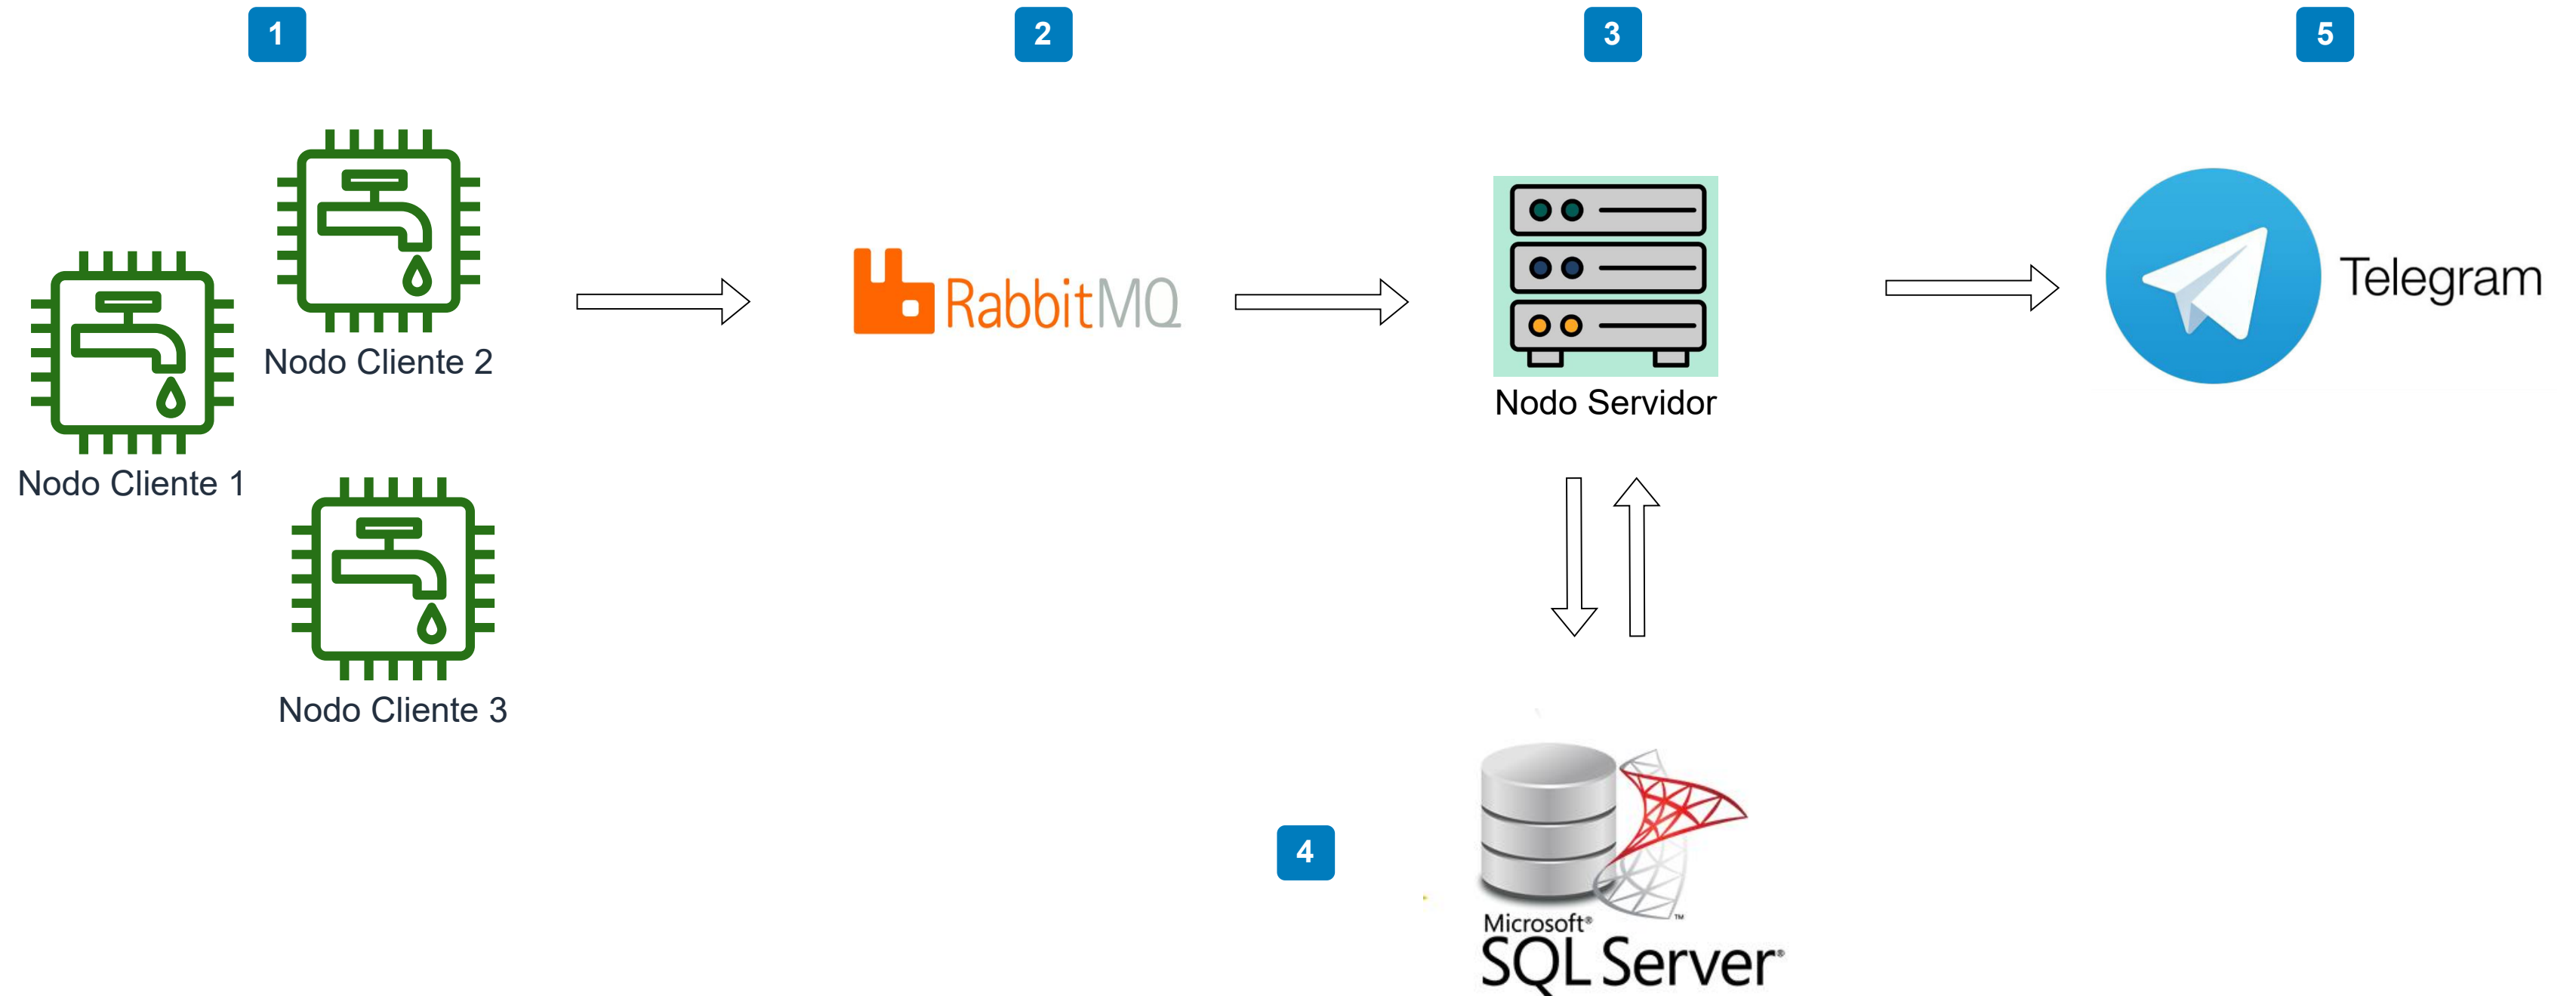 1
2
3
5
Nodo Cliente 2
Nodo Cliente 1
Nodo Cliente 3
RabbitMQ
Nodo Servidor
Telegram
4
Microsoft®
SQL Server®
™